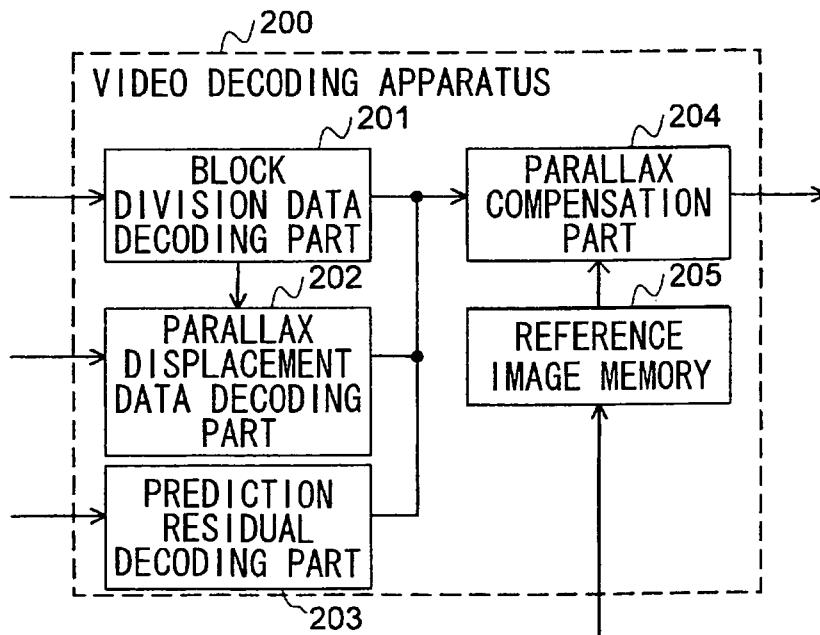 200
VIDEO DECODING APPARATUS
201
BLOCK
DIVISION DATA
DECODING PART
202
PARALLAX
DISPLACEMENT
DATA DECODING
PART
PREDICTION
RESIDUAL
DECODING PART
203
204
PARALLAX
COMPENSATION
PART
205
REFERENCE
IMAGE MEMORY